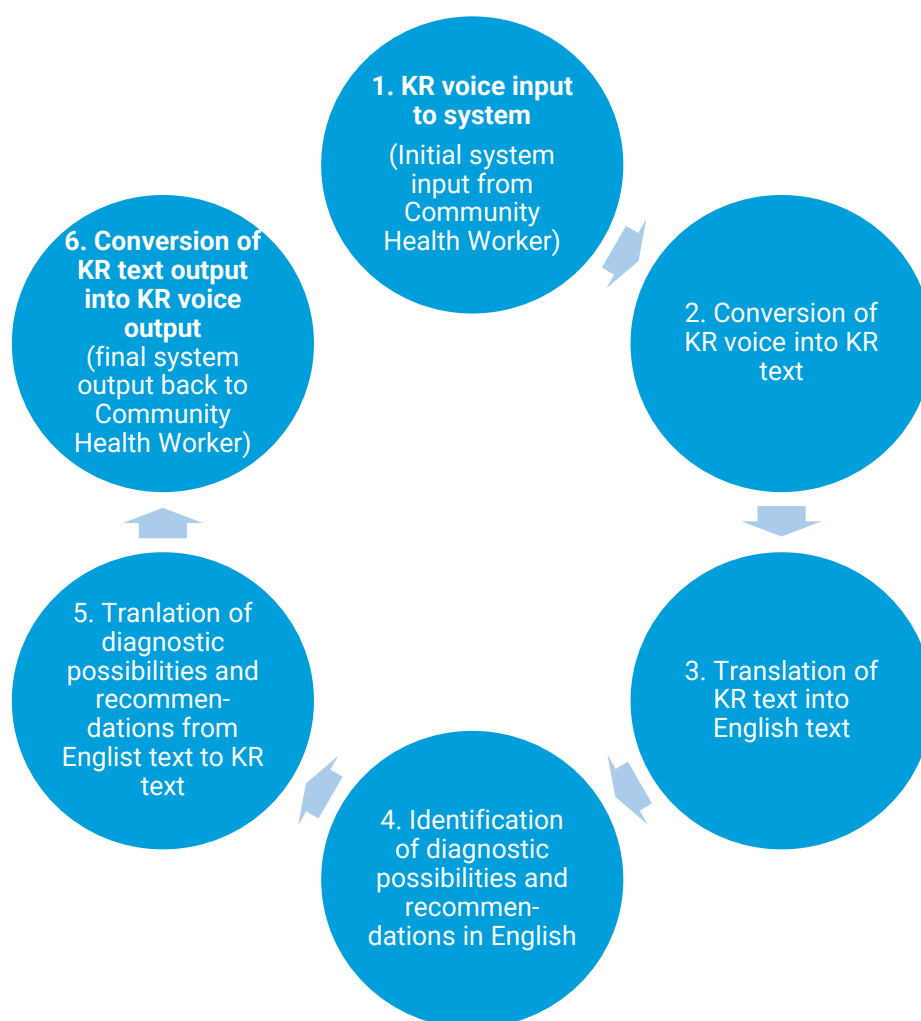 1. KR voice input
to system
(Initial system
input from
Community
Health Worker)
2. Conversion of
KR voice into KR
text
3. Translation of
KR text into
English text
4. Identification
of diagnostic
possibilities and
recommen-
dations in English
5. Tranlation of
diagnostic
possibilities and
recommen-
dations from
Englist text to KR
text
6. Conversion of
KR text output
into KR voice
output
(final system
output back to
Community
Health Worker)